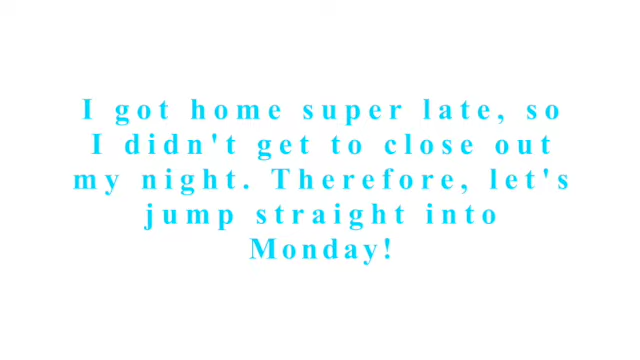 I got home super late, so
I didn't get to close out
my night. Therefore, let's
jump straight into
Monday!